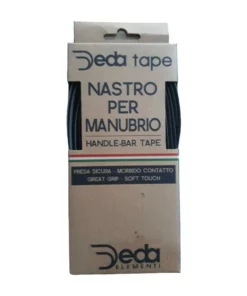 Deda tape
NASTRO
PER
MANUBRIO
HANDLE-BAR TAPE
PRESA SICURA - MORBIDO CONTATTO
GREAT GRIP - SOFT TOUCH
Deda
ELEMENTI